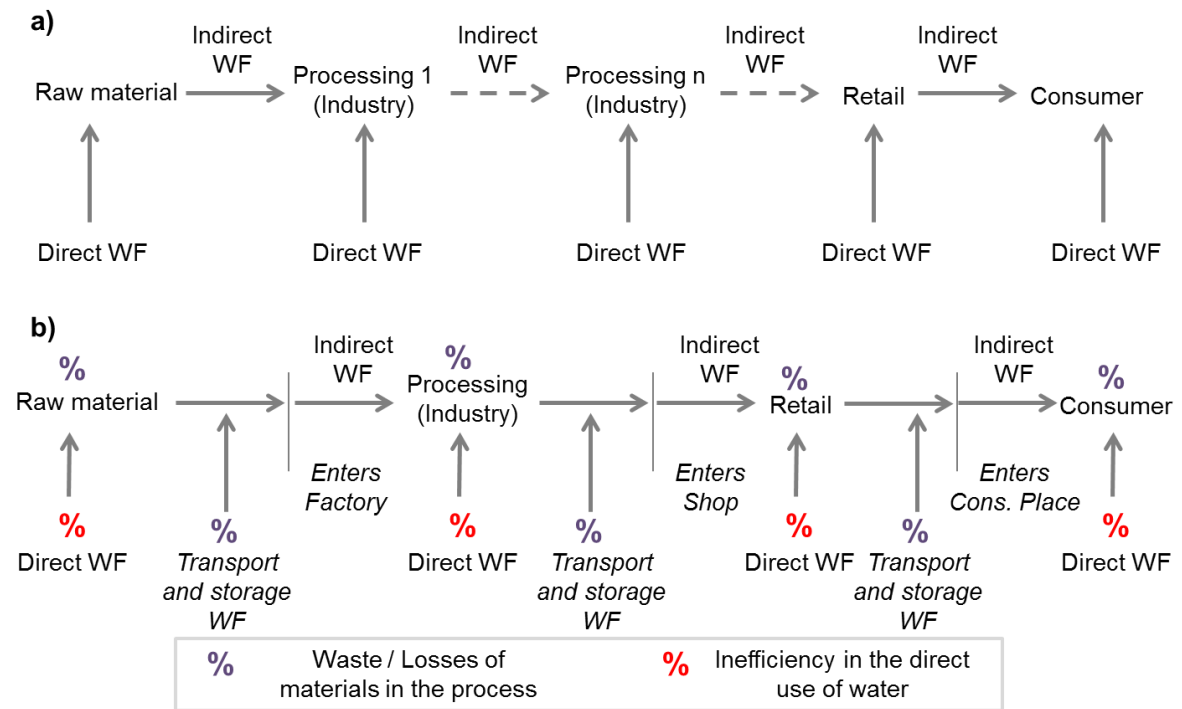 a)
Indirect
WF
Indirect
WF
Indirect
WF
Indirect
WF
Raw material
Processing 1
(Industry)
Processing n
(Industry)
Retail
Consumer
Direct WF
Direct WF
Direct WF
Direct WF
Direct WF
b)
Indirect
WF
Indirect
WF
Indirect
WF
%
%
%
%
Raw material
Processing
(Industry)
Retail
Consumer
Enters
Factory
Enters
Shop
Enters
Cons. Place
%
Direct WF
%
Transport
and storage
WF
%
Direct WF
%
Transport
and storage
WF
%
Direct WF
%
Transport
and storage
WF
%
Direct WF
% Waste / Losses of
materials in the process
% Inefficiency in the direct
use of water